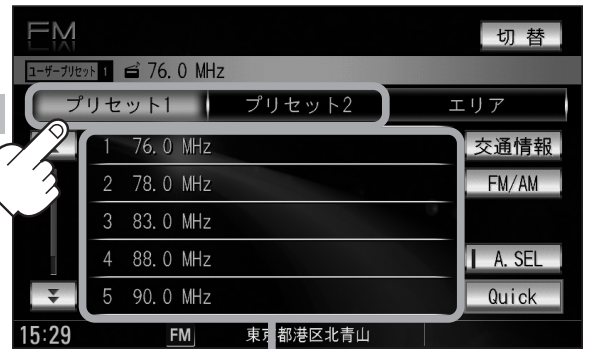 FM
切替
ユーザープリセット 1 76.0 MHz
プリセット1 プリセット2 エリア
1 76.0 MHz
交通情報
2 78.0 MHz
FM/AM
3 83.0 MHz
4 88.0 MHz
A.SEL
5 90.0 MHz
Quick
15:29 FM 東京都港区北青山